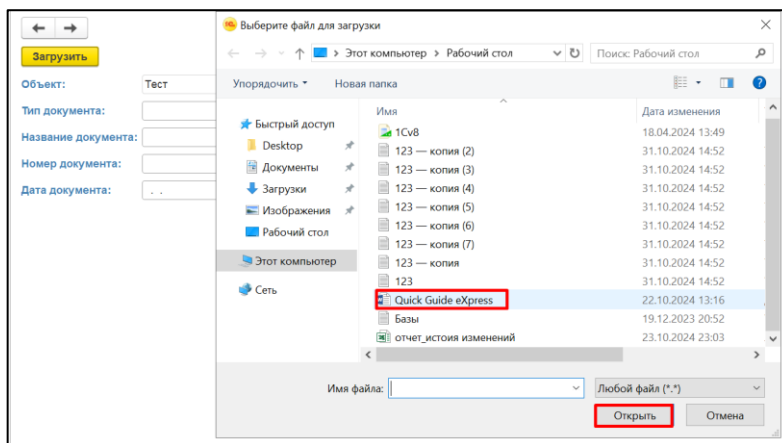 Выберите файл для загрузки
Загрузить
Объект: Тест
Тип документа:
Название документа:
Номер документа:
Дата документа: . .
Этот компьютер > Рабочий стол
Поиск: Рабочий стол
Упорядочить Новая папка
Быстрый доступ
Desktop
Документы
Загрузки
Изображения
Рабочий стол
Этот компьютер
Сеть
Имя Дата изменения
1Cv8 18.04.2024 13:49
123 — копия (2) 31.10.2024 14:52
123 — копия (3) 31.10.2024 14:52
123 — копия (4) 31.10.2024 14:52
123 — копия (5) 31.10.2024 14:52
123 — копия (6) 31.10.2024 14:52
123 — копия (7) 31.10.2024 14:52
123 — копия 31.10.2024 14:52
123 31.10.2024 14:52
Quick Guide eXpress 22.10.2024 13:16
Базы 19.12.2023 20:52
отчет_истоия изменений 23.10.2024 23:03
Имя файла: Любой файл (*.*)
Открыть Отмена